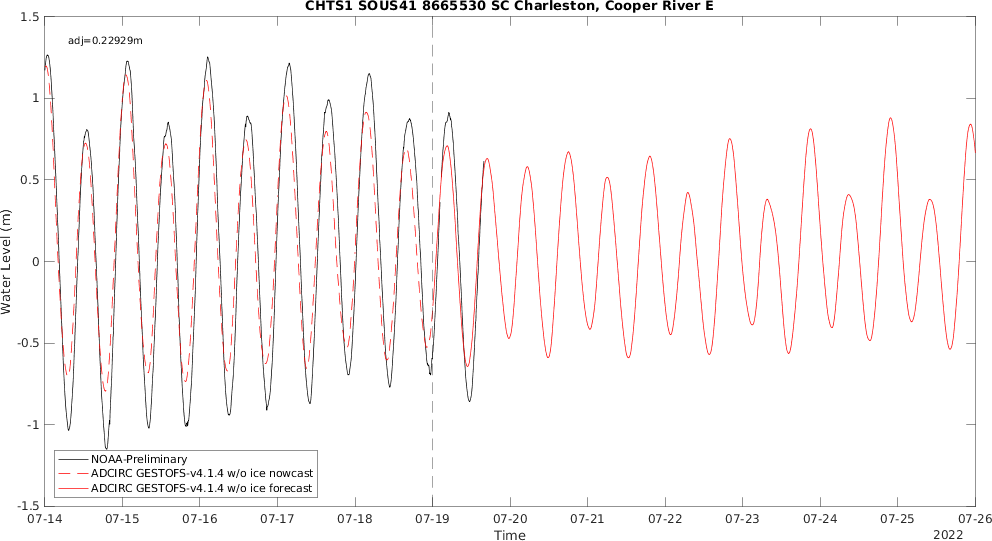 CHTS1 SOUS41 8665530 SC Charleston, Cooper River E
adj=0.22929m
1.5
1
0.5
0
-0.5
-1
-1.5
Water Level (m)
NOAA-Preliminary
ADCIRC GESTOFS-v4.1.4 w/o ice nowcast
ADCIRC GESTOFS-v4.1.4 w/o ice forecast
07-14 07-15 07-16 07-17 07-18 07-19 07-20 07-21 07-22 07-23 07-24 07-25 07-26
Time
2022